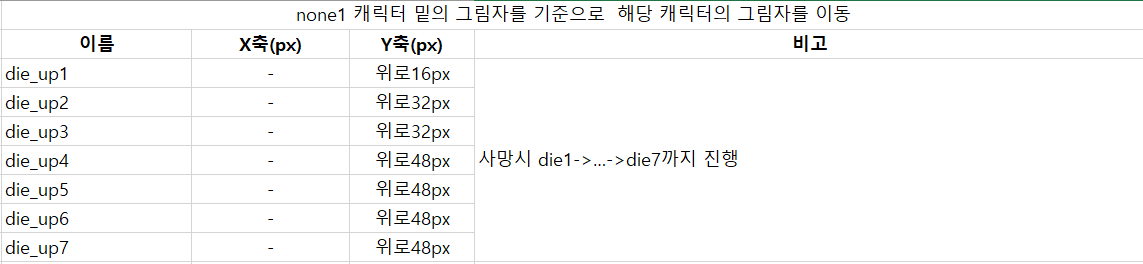 none1 캐릭터 밑의 그림자를 기준으로  해당 캐릭터의 그림자를 이동
이름 X축(px) Y축(px) 비고
die_up1 - 위로16px
die_up2 - 위로32px
die_up3 - 위로32px
die_up4 - 위로48px 사망시 die1->...->die7까지 진행
die_up5 - 위로48px
die_up6 - 위로48px
die_up7 - 위로48px